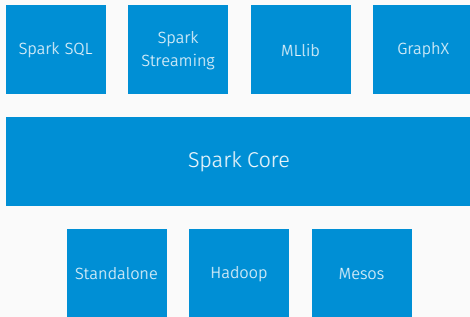 Spark SQL
Spark
Streaming
MLlib
GraphX
Spark Core
Standalone
Hadoop
Mesos